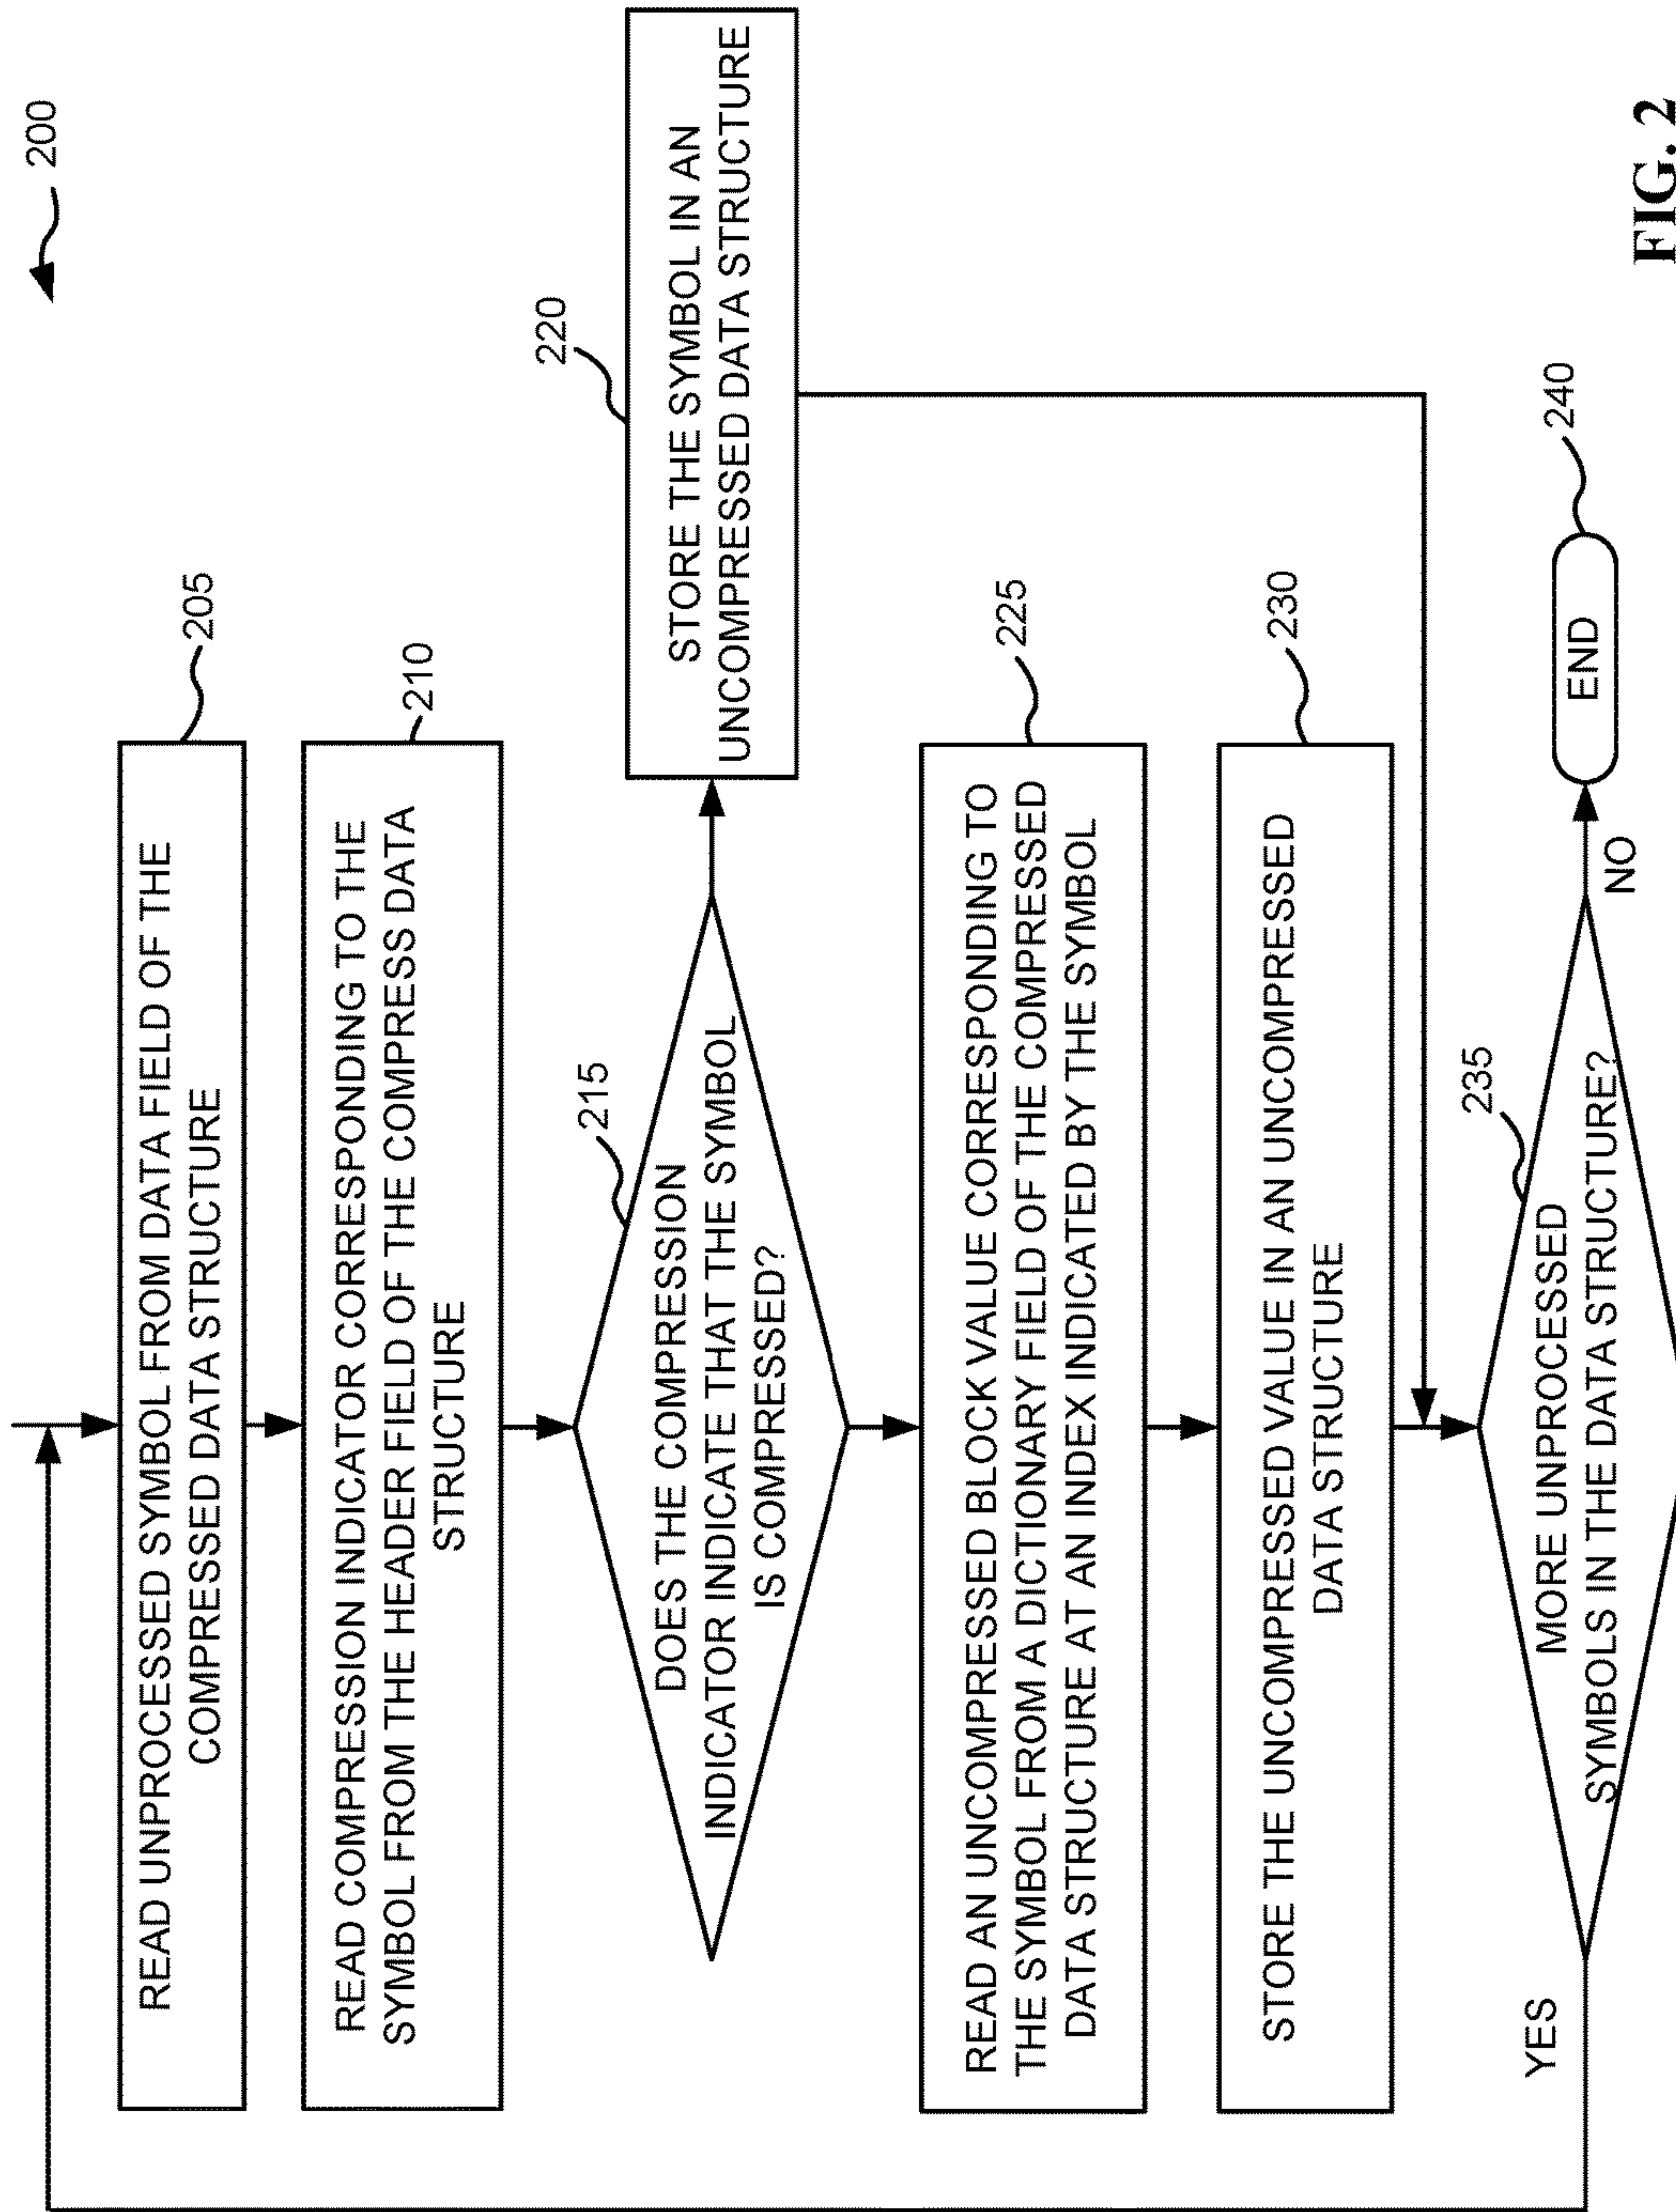 200
READ UNPROCESSED SYMBOL FROM DATA FIELD OF THE
COMPRESSED DATA STRUCTURE
205
READ COMPRESSION INDICATOR CORRESPONDING TO THE
SYMBOL FROM THE HEADER FIELD OF THE COMPRESS DATA
STRUCTURE
210
DOES THE COMPRESSION
INDICATOR INDICATE THAT THE SYMBOL
IS COMPRESSED?
215
STORE THE SYMBOL IN AN
UNCOMPRESSED DATA STRUCTURE
220
READ AN UNCOMPRESSED BLOCK VALUE CORRESPONDING TO
THE SYMBOL FROM A DICTIONARY FIELD OF THE COMPRESSED
DATA STRUCTURE AT AN INDEX INDICATED BY THE SYMBOL
225
STORE THE UNCOMPRESSED VALUE IN AN UNCOMPRESSED
DATA STRUCTURE
230
MORE UNPROCESSED
SYMBOLS IN THE DATA STRUCTURE?
235
YES
NO
END
240
FIG. 2